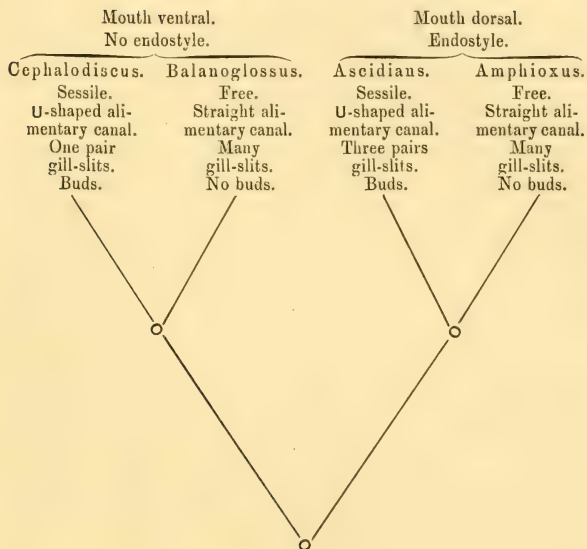 Mouth ventral.
No endostyle.
Mouth dorsal.
Endostyle.
Cephalodiscus.
Sessile.
U-shaped ali-
mentary canal.
One pair
gill-slits.
Buds.
Balanoglossus.
Free.
Straight ali-
mentary canal.
Many
gill-slits.
No buds.
Ascidians.
Sessile.
U-shaped ali-
mentary canal.
Three pairs
gill-slits.
Buds.
Amphioxus.
Free.
Straight ali-
mentary canal.
Many
gill-slits.
No buds.